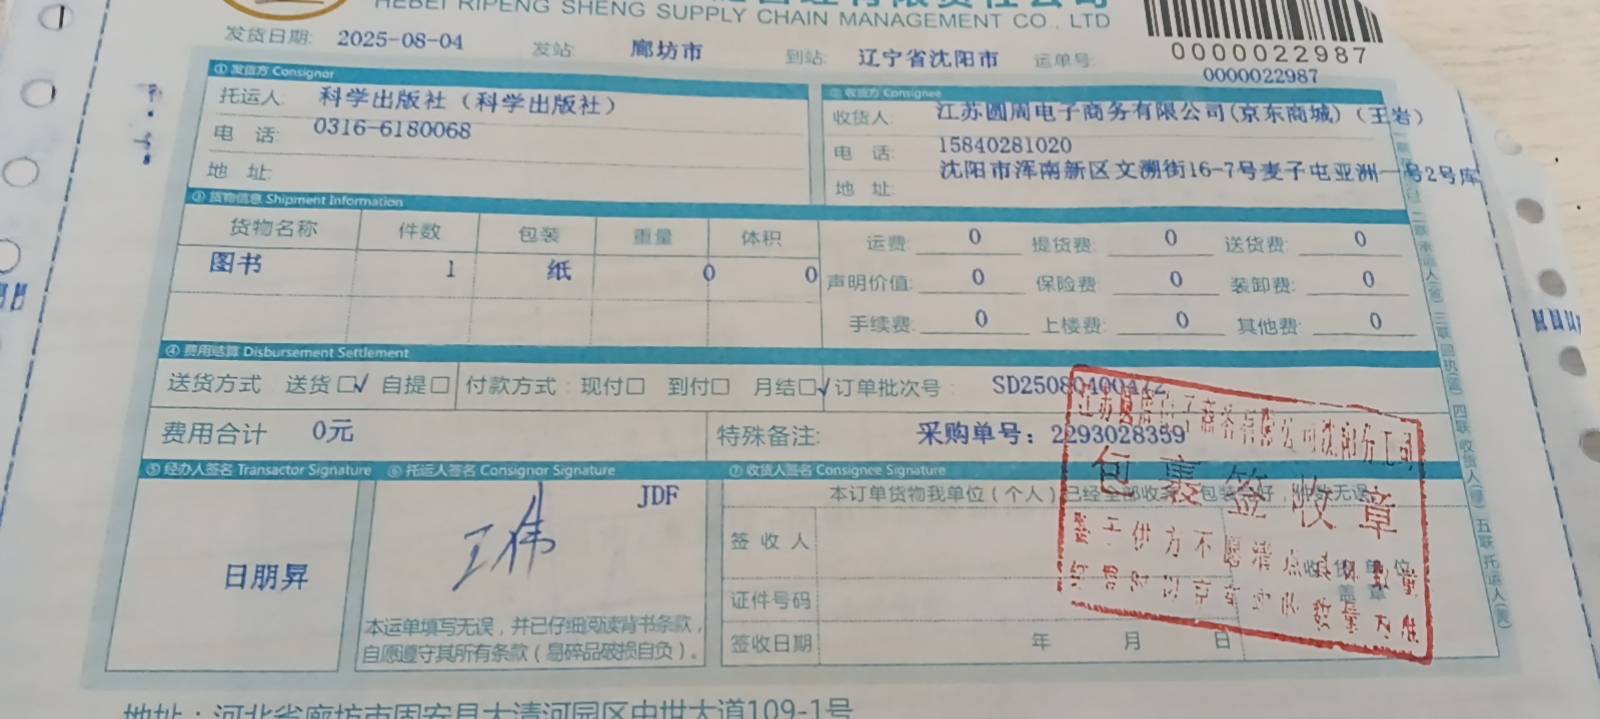 HEBEI RIPENG SHENG SUPPLY CHAIN MANAGEMENT CO., LTD
0000022987
0000022987
发货日期: 2025-08-04 发站: 廊坊市 到站: 辽宁省沈阳市 运单号:
① 发货方 Consignor
托运人: 科学出版社（科学出版社）
电 话: 0316-6180068
地 址:
② 收货方 Consignee
收货人: 江苏圆周电子商务有限公司(京东商城)（王岩）
电 话: 15840281020
地 址: 沈阳市浑南新区文溯街16-7号麦子屯亚洲一号2号库
③ 货物信息 Shipment Information
货物名称 件数 包装 重量 体积
图书 1 纸 0 0
运费: 0 提货费: 0 送货费: 0
声明价值: 0 保险费: 0 装卸费: 0
手续费: 0 上楼费: 0 其他费: 0
④ 费用结算 Disbursement Settlement
送货方式 送货□√ 自提□ 付款方式: 现付□ 到付□ 月结□√ 订单批次号: SD25080400472
费用合计 0元 特殊备注: 采购单号：2293028359
⑤ 经办人签名 Transactor Signature ⑥ 托运人签名 Consignor Signature ⑦ 收货人签名 Consignee Signature
日朋昇
JDF
王伟
本运单填写无误，并已仔细阅读背书条款，
自愿遵守其所有条款（易碎品破损自负）。
本订单货物我单位（个人）已经全部收
签 收 人
证件号码
签收日期 年 月 日
包裹签收章
地址：河北省廊坊市固安县大清河园区中世大道109-1号